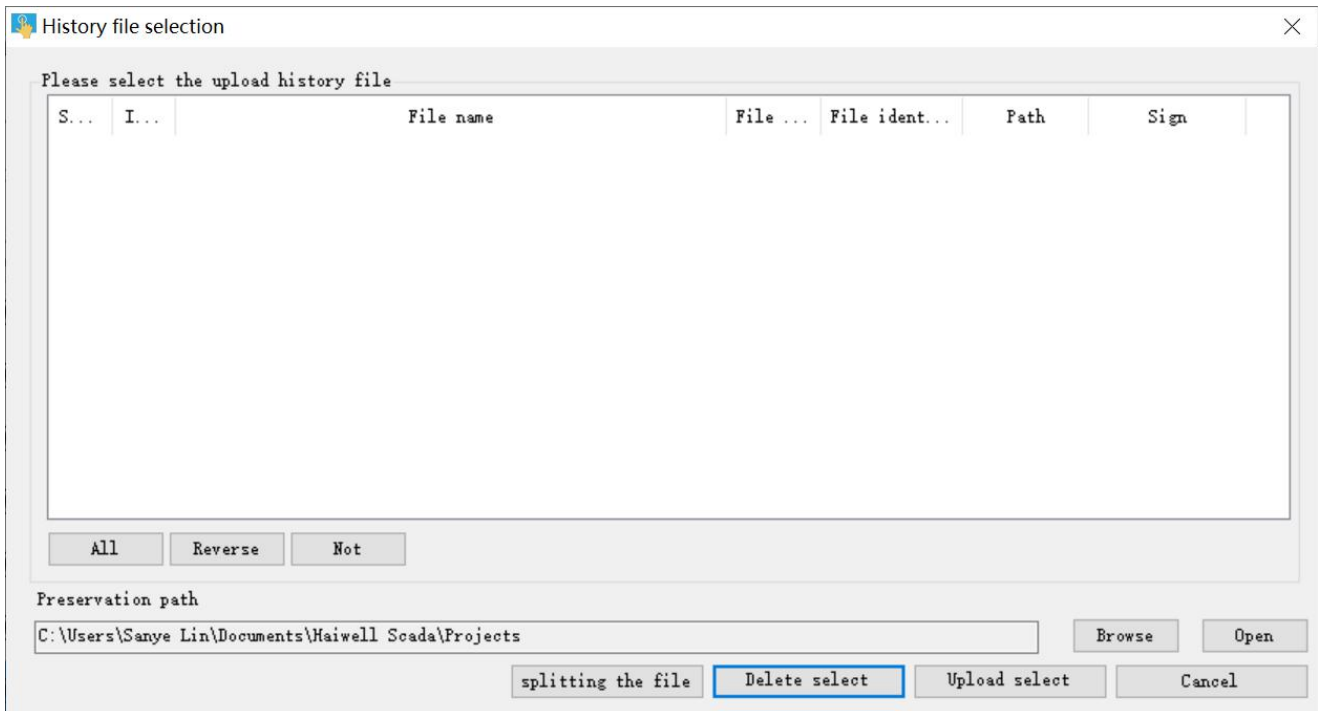 History file selection
Please select the upload history file
S... I... File name File ... File ident... Path Sign
All Reverse Not
Preservation path
C:\Users\Sanye Lin\Documents\Haiwell Scada\Projects Browse Open
splitting the file Delete select Upload select Cancel